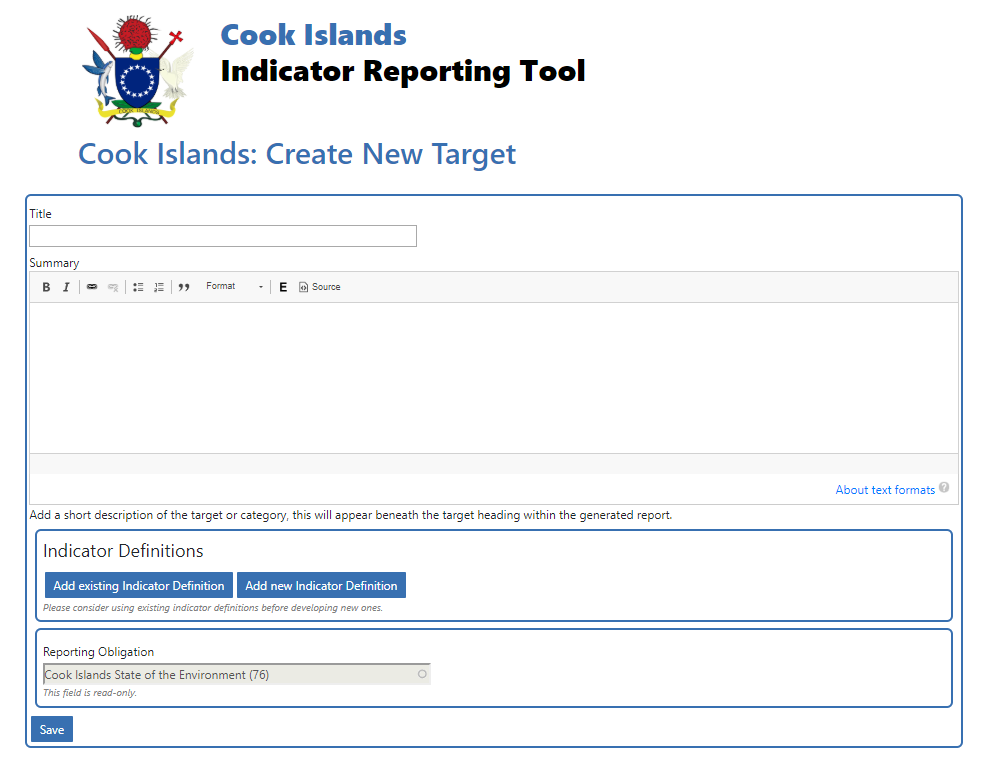 COOK ISLANDS
Cook Islands
Indicator Reporting Tool
Cook Islands: Create New Target
Title
Summary
B I Format E Source
About text formats ?
Add a short description of the target or category, this will appear beneath the target heading within the generated report.
Indicator Definitions
Add existing Indicator Definition Add new Indicator Definition
Please consider using existing indicator definitions before developing new ones.
Reporting Obligation
Cook Islands State of the Environment (76)
This field is read-only.
Save